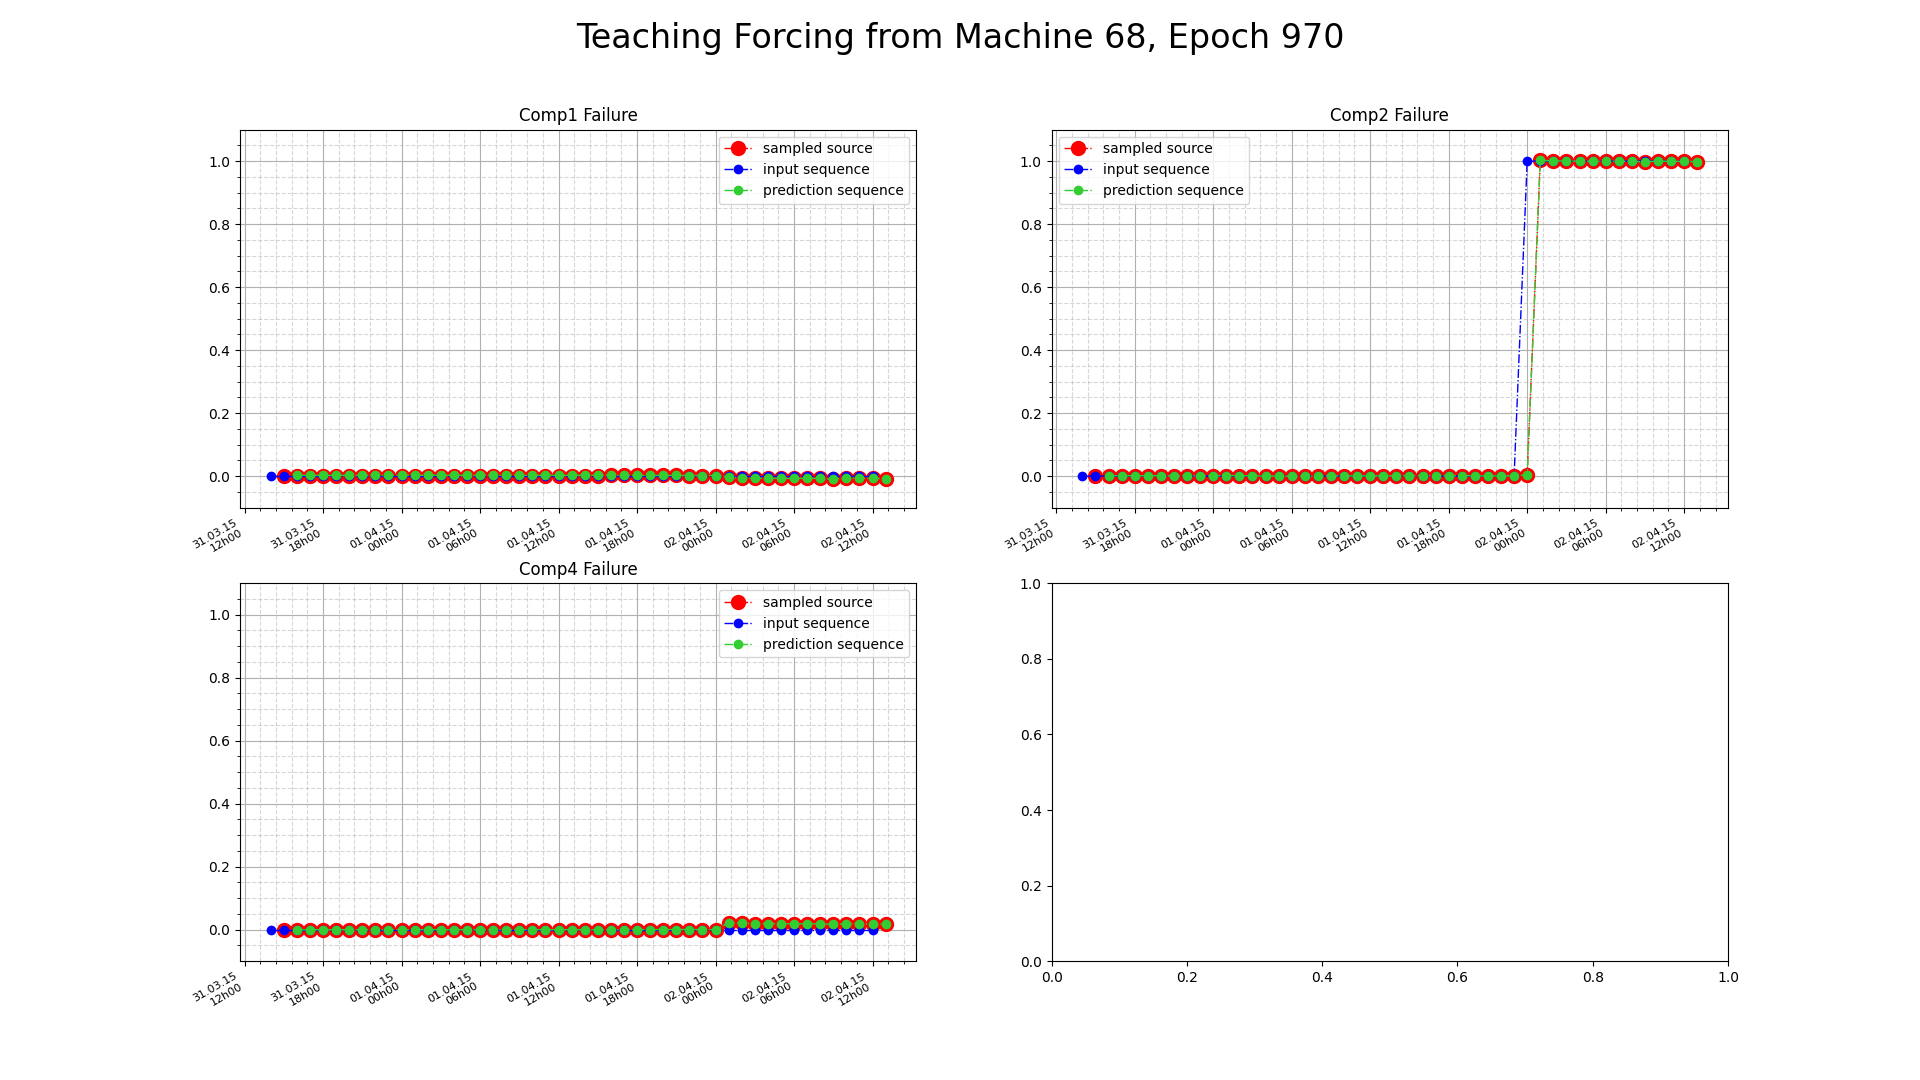 Teaching Forcing from Machine 68, Epoch 970
Comp1 Failure
1.0
0.8
0.6
0.4
0.2
0.0
sampled source
input sequence
prediction sequence
31.03.15
12h00
31.03.15
18h00
01.04.15
00h00
01.04.15
06h00
01.04.15
12h00
01.04.15
18h00
02.04.15
00h00
02.04.15
06h00
02.04.15
12h00
Comp2 Failure
1.0
0.8
0.6
0.4
0.2
0.0
sampled source
input sequence
prediction sequence
31.03.15
12h00
31.03.15
18h00
01.04.15
00h00
01.04.15
06h00
01.04.15
12h00
01.04.15
18h00
02.04.15
00h00
02.04.15
06h00
02.04.15
12h00
Comp4 Failure
1.0
0.8
0.6
0.4
0.2
0.0
sampled source
input sequence
prediction sequence
31.03.15
12h00
31.03.15
18h00
01.04.15
00h00
01.04.15
06h00
01.04.15
12h00
01.04.15
18h00
02.04.15
00h00
02.04.15
06h00
02.04.15
12h00
1.0
0.8
0.6
0.4
0.2
0.0
0.0
0.2
0.4
0.6
0.8
1.0